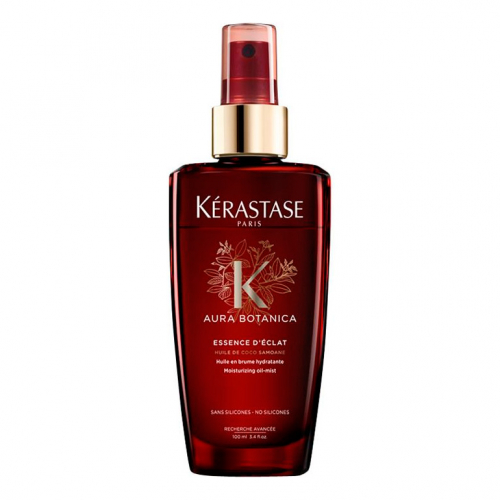 KÉRASTASE
PARIS
K
AURA BOTANICA
ESSENCE D'ÉCLAT
HUILE DE COCO SAMOANE
Huile en brume hydratante
Moisturizing oil-mist
SANS SILICONES - NO SILICONES
RECHERCHE AVANCÉE
100 ml 3.4 fl.oz